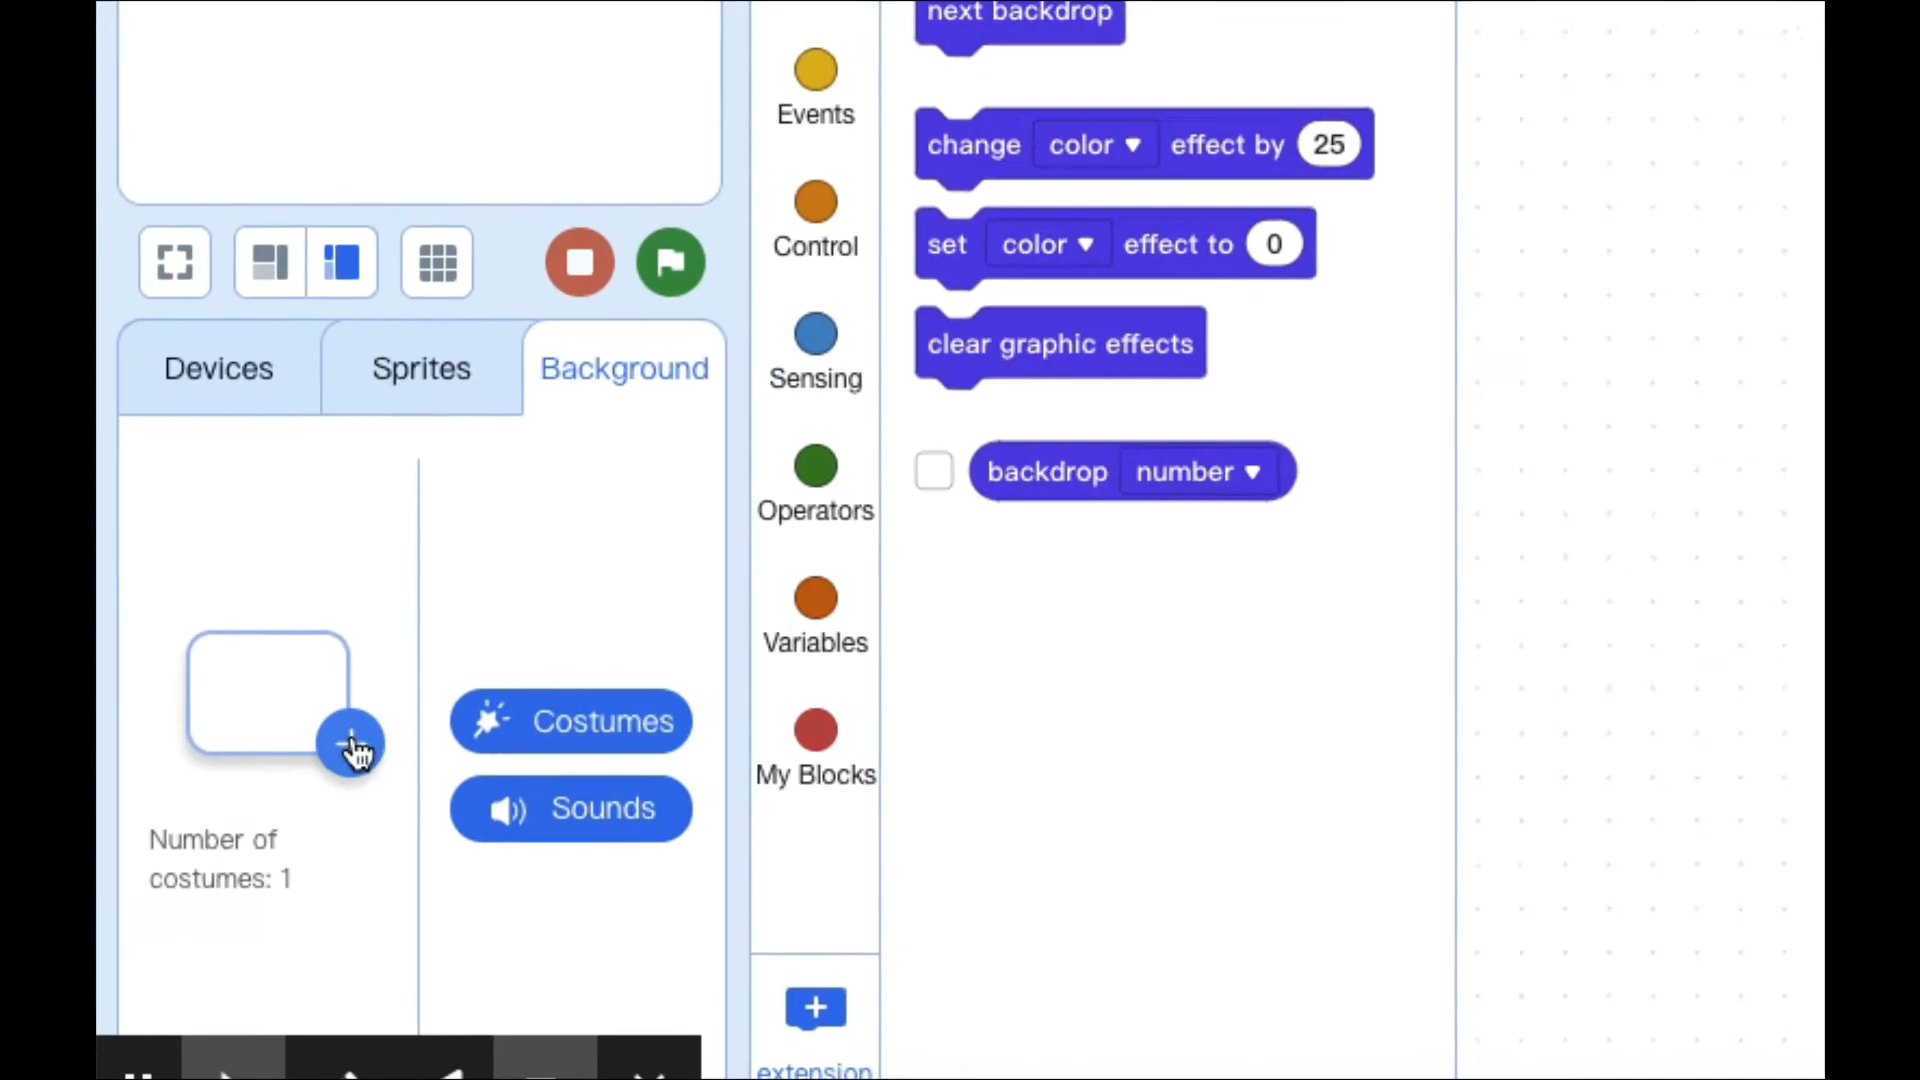 next backdrop
Events
change color effect by 25
Control
set color effect to 0
clear graphic effects
Devices Sprites Background
Sensing
backdrop number
Operators
Variables
Costumes
My Blocks
Sounds
Number of
costumes: 1
extension